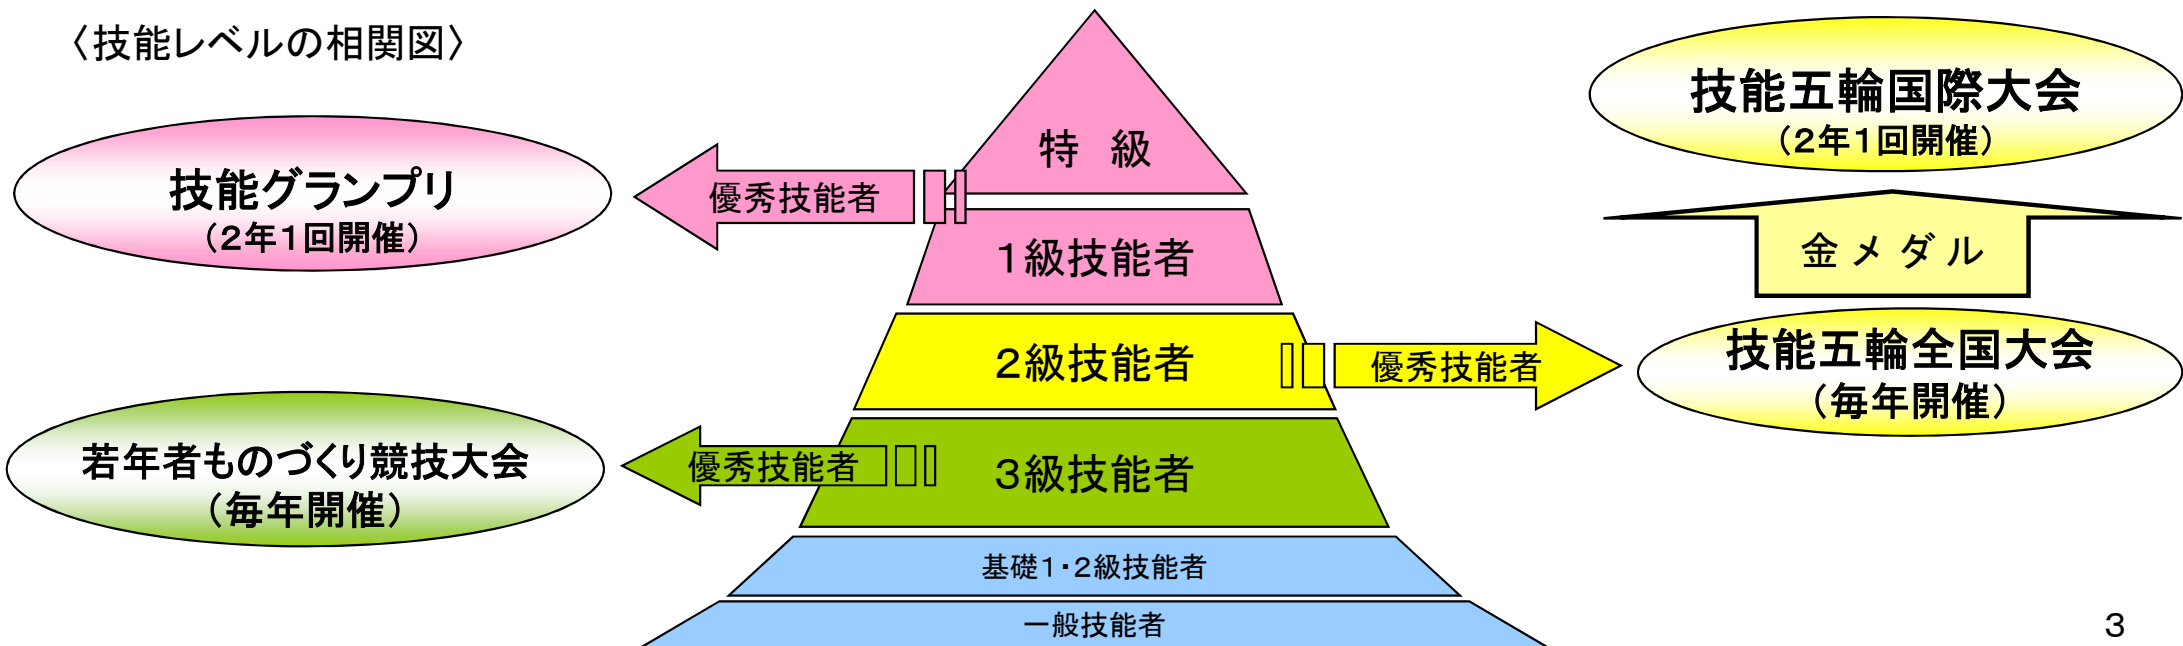 〈技能レベルの相関図〉
技能グランプリ
（２年１回開催）
優秀技能者
特　級
１級技能者
２級技能者
優秀技能者
３級技能者
優秀技能者
若年者ものづくり競技大会
（毎年開催）
基礎１・２級技能者
一般技能者
技能五輪国際大会
（２年１回開催）
金メダル
技能五輪全国大会
（毎年開催）
3